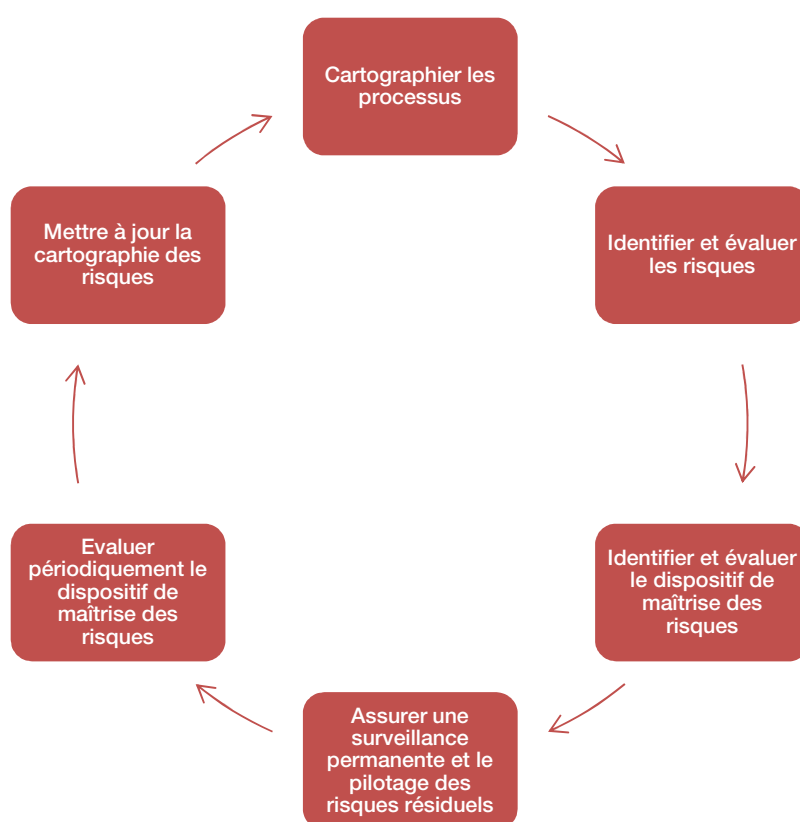 Cartographier les
processus
Identifier et évaluer
les risques
Identifier et évaluer
le dispositif de
maîtrise des
risques
Assurer une
surveillance
permanente et le
pilotage des
risques résiduels
Evaluer
périodiquement le
dispositif de
maîtrise des
risques
Mettre à jour la
cartographie des
risques